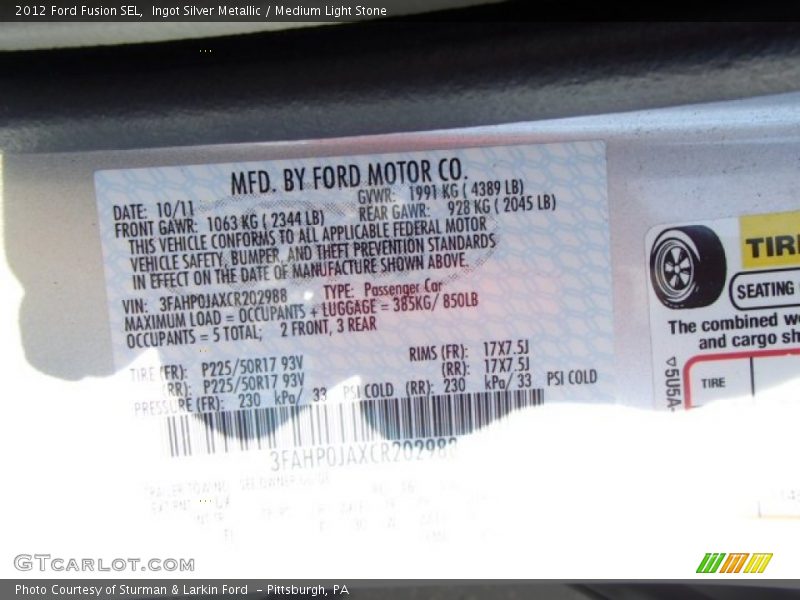 2012 Ford Fusion SEL,  Ingot Silver Metallic / Medium Light Stone
MFD. BY FORD MOTOR CO.
DATE: 10/11 GVWR: 1991 KG ( 4389 LB)
FRONT GAWR: 1063 KG ( 2344 LB) REAR GAWR: 928 KG ( 2045 LB)
THIS VEHICLE CONFORMS TO ALL APPLICABLE FEDERAL MOTOR
VEHICLE SAFETY, BUMPER, AND THEFT PREVENTION STANDARDS
IN EFFECT ON THE DATE OF MANUFACTURE SHOWN ABOVE.
VIN: 3FAHP0JAXCR202988 TYPE: Passenger Car
MAXIMUM LOAD = OCCUPANTS + LUGGAGE = 385KG/ 850LB
OCCUPANTS = 5 TOTAL; 2 FRONT, 3 REAR
TIRE (FR): P225/50R17 93V RIMS (FR): 17X7.5J
(RR): P225/50R17 93V (RR): 17X7.5J
PRESSURE (FR): 230 kPa/ 33 PSI COLD (RR): 230 kPa/ 33 PSI COLD
3FAHP0JAXCR202988
TIRE
SEATING
The combined
and cargo
TIRE
5U5A-
GTCARLOT.COM
Photo Courtesy of Sturman & Larkin Ford  - Pittsburgh, PA